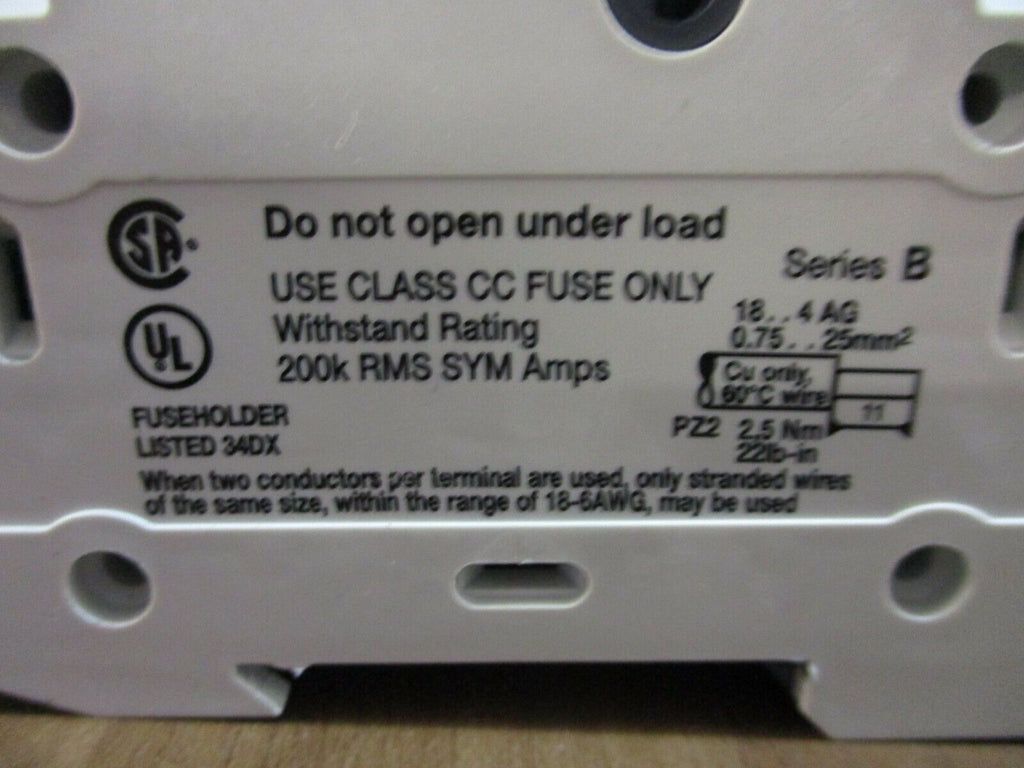 Do not open under load
Series B
USE CLASS CC FUSE ONLY
18. . 4 AG
Withstand Rating
0.75. . 25mm²
200k RMS SYM Amps
Cu only,
60°C wire
11
FUSEHOLDER
LISTED 34DX
PZ2 2,5 Nm
22lb-in
When two conductors per terminal are used, only stranded wires
of the same size, within the range of 18-6AWG, may be used
SA
UL